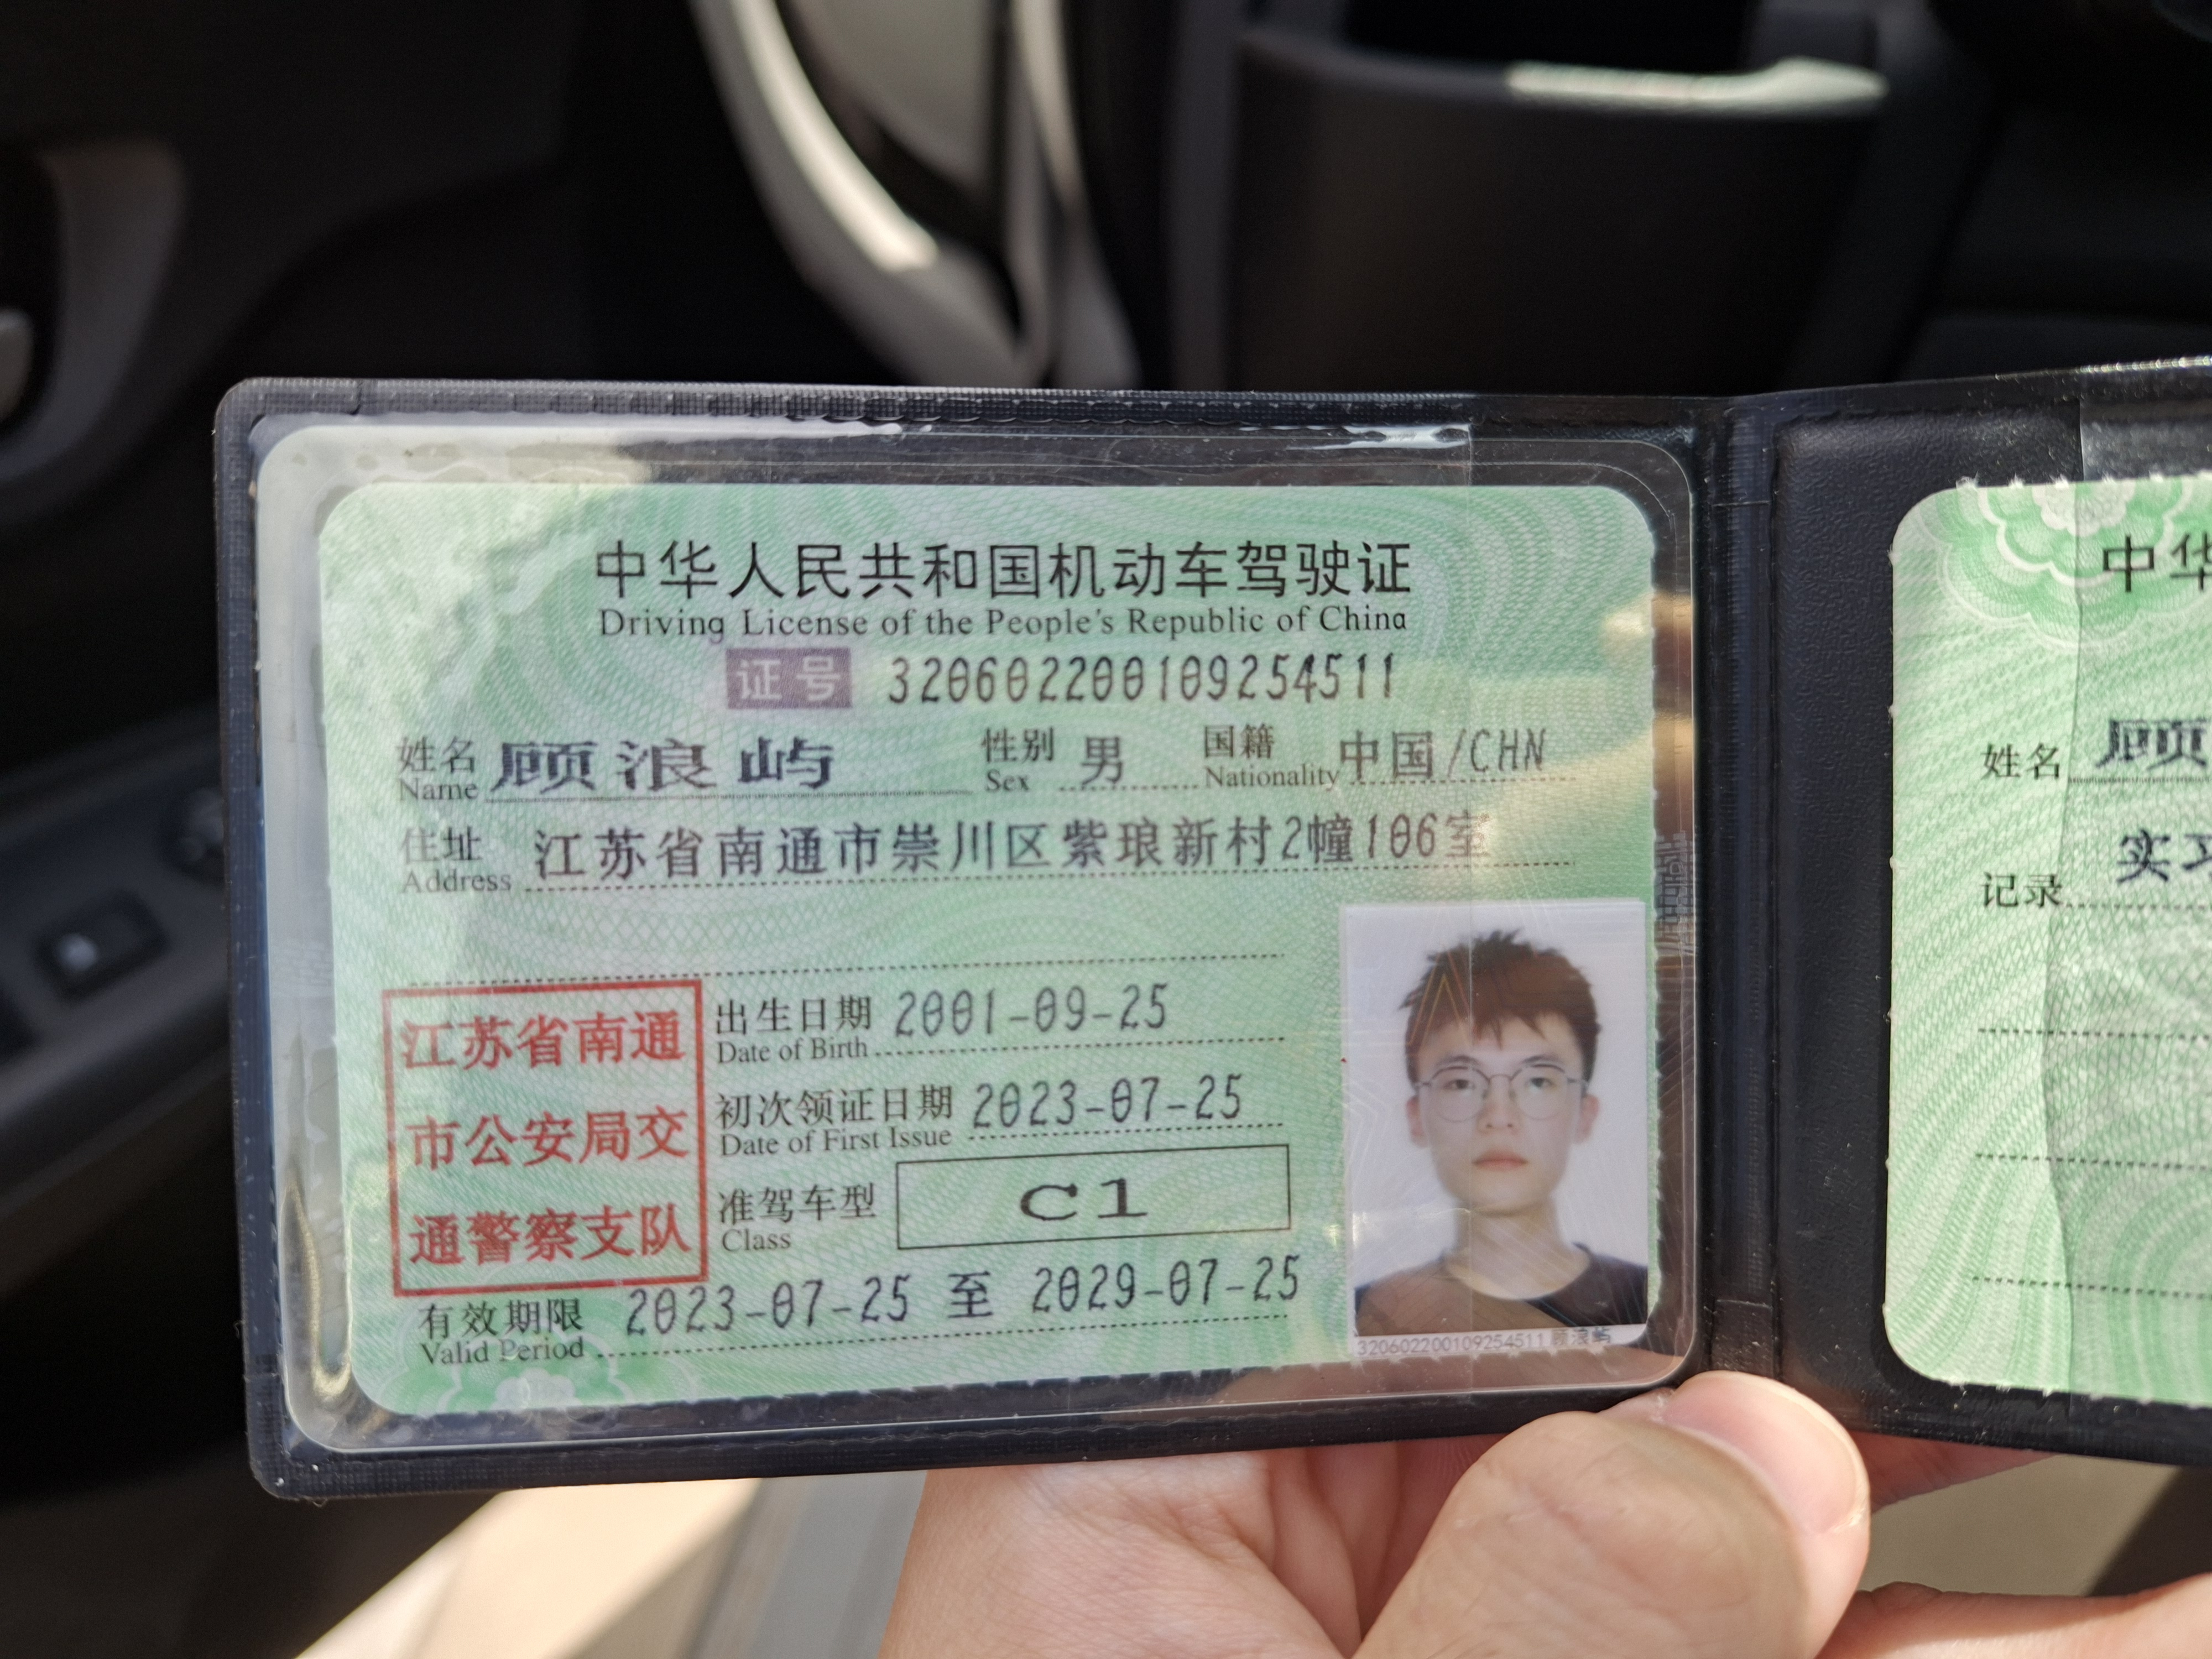 中华人民共和国机动车驾驶证
Driving License of the People's Republic of China
证号 320602200109254511
姓名 顾浪屿 性别 男 国籍 中国/CHN
Name Sex Nationality
住址 江苏省南通市崇川区紫琅新村2幢106室
Address
江苏省南通
市公安局交
通警察支队
出生日期 2001-09-25
Date of Birth
初次领证日期 2023-07-25
Date of First Issue
准驾车型 C1
Class
有效期限 2023-07-25 至 2029-07-25
Valid Period
320602200109254511 顾浪屿
中华
姓名 顾
记录 实习